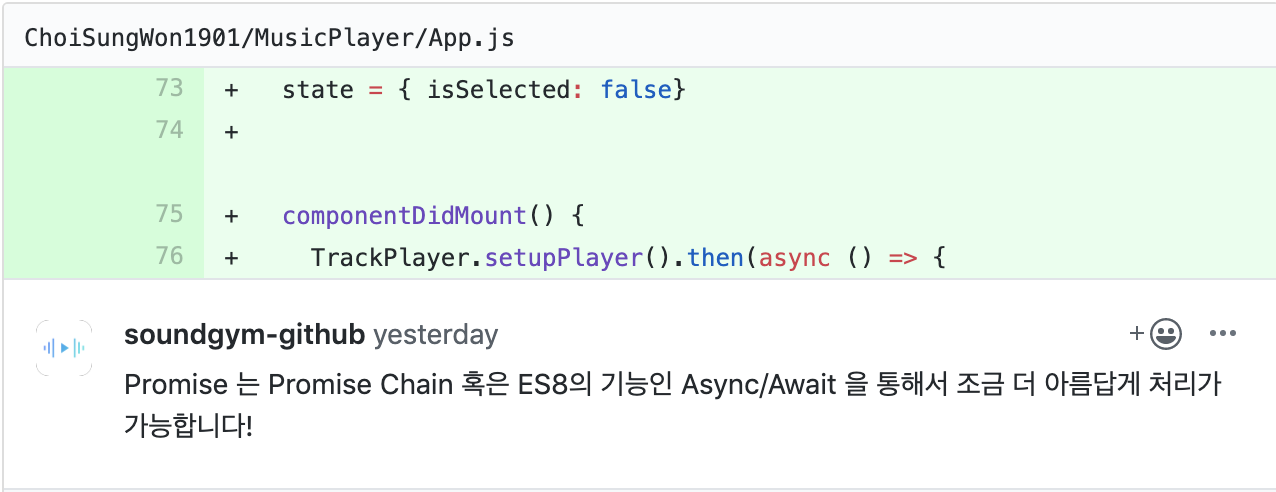 ChoiSungWon1901/MusicPlayer/App.js
73 + state = { isSelected: false}
74 +
75 + componentDidMount() {
76 + TrackPlayer.setupPlayer().then(async () => {
soundgym-github yesterday
Promise 는 Promise Chain 혹은 ES8의 기능인 Async/Await 을 통해서 조금 더 아름답게 처리가
가능합니다!